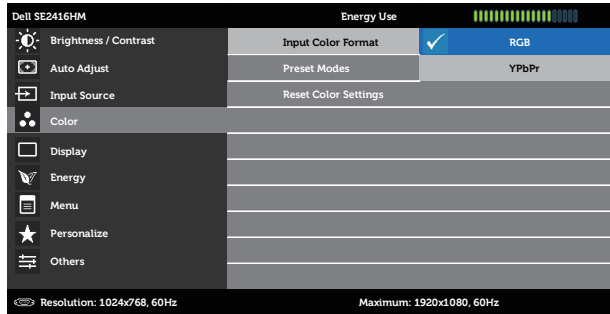 Dell SE2416HM Energy Use
Brightness / Contrast
Input Color Format
RGB
Auto Adjust
Preset Modes
YPbPr
Input Source
Reset Color Settings
Color
Display
Energy
Menu
Personalize
Others
Resolution: 1024x768, 60Hz Maximum: 1920x1080, 60Hz